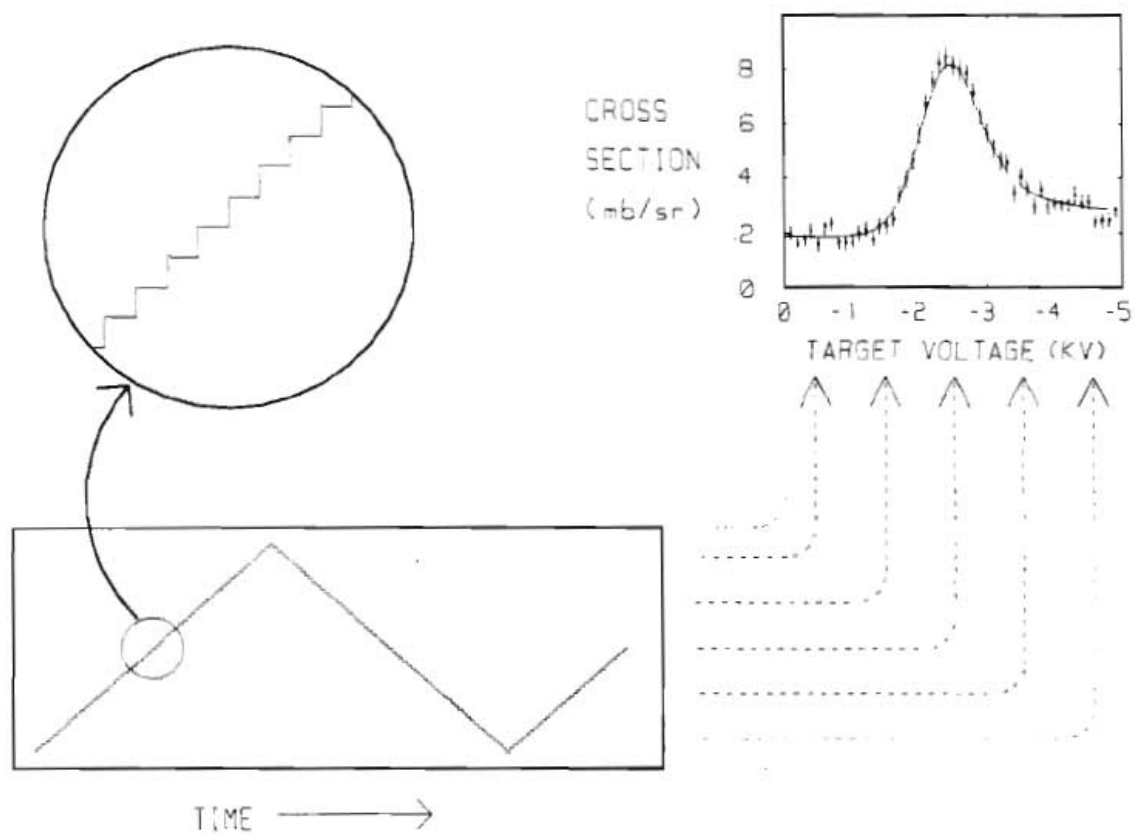 CROSS
SECTION
(mb/sr)
8
6
4
.2
0
0 -1 -2 -3 -4 -5
TARGET VOLTAGE (KV)
TIME